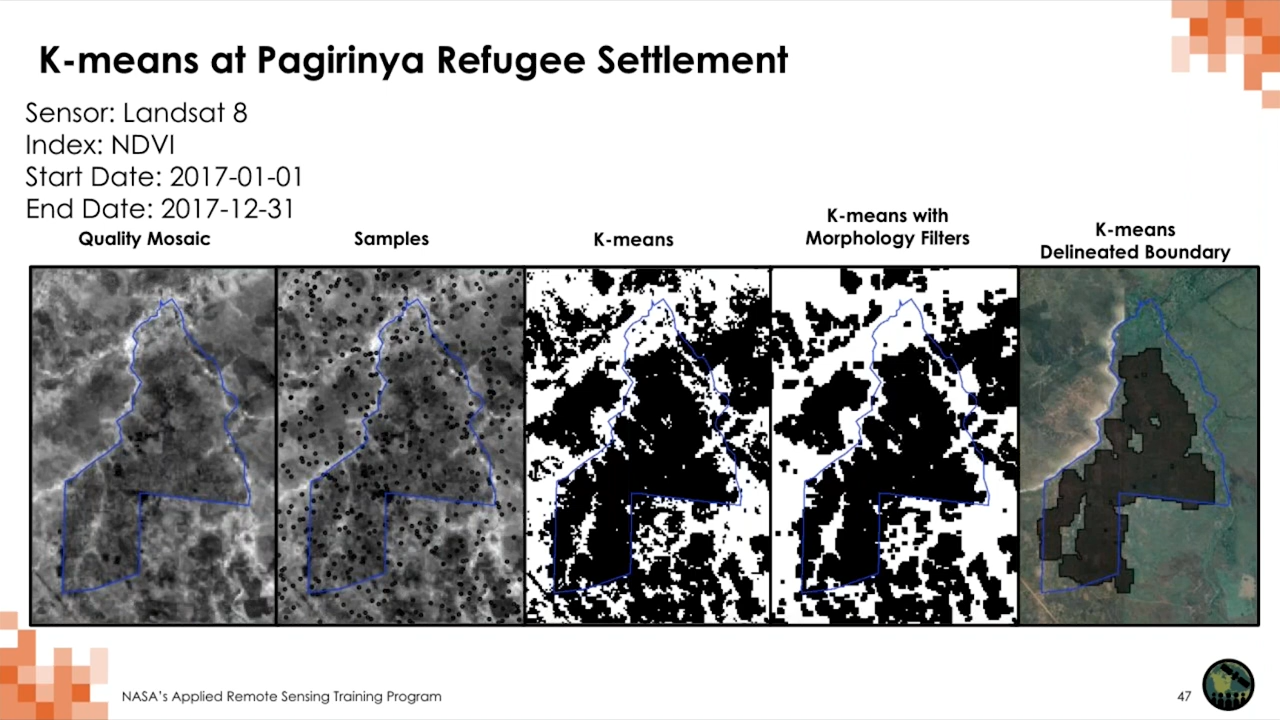 K-means at Pagirinya Refugee Settlement
Sensor: Landsat 8
Index: NDVI
Start Date: 2017-01-01
End Date: 2017-12-31
Quality Mosaic
Samples
K-means
K-means with
Morphology Filters
K-means
Delineated Boundary
NASA's Applied Remote Sensing Training Program
47